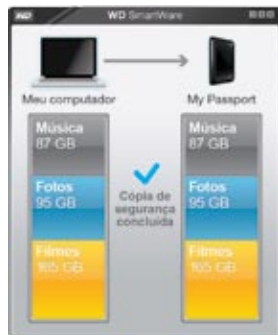 WD
WD SmartWare
Meu computador
My Passport
Música
87 GB
Fotos
95 GB
Filmes
165 GB
Cópia de
segurança
concluída
Música
87 GB
Fotos
95 GB
Filmes
165 GB